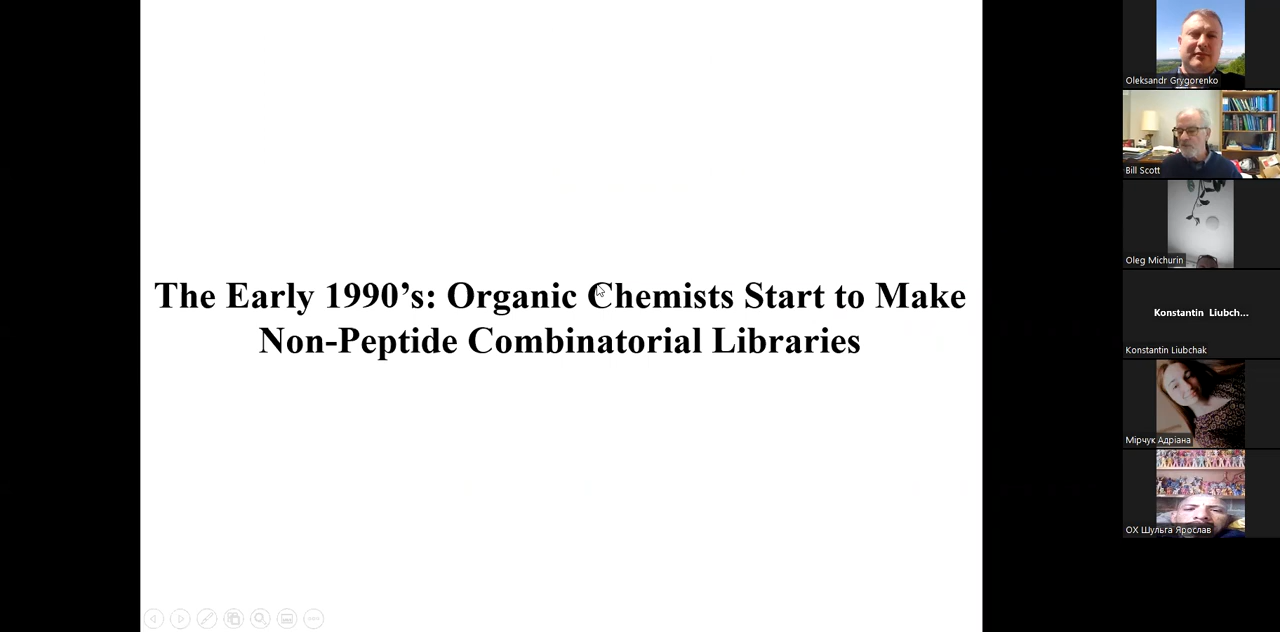 The Early 1990’s: Organic Chemists Start to Make
Non-Peptide Combinatorial Libraries
Oleksandr Grygorenko
Bill Scott
Oleg Michurin
Konstantin Liubch...
Konstantin Liubchak
Мірчук Адріана
ОХ Шульга Ярослав